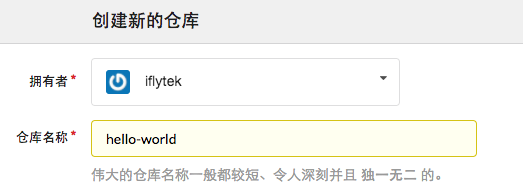 创建新的仓库
拥有者*
iflytek
仓库名称*
hello-world
伟大的仓库名称一般都较短、令人深刻并且 独一无二 的。